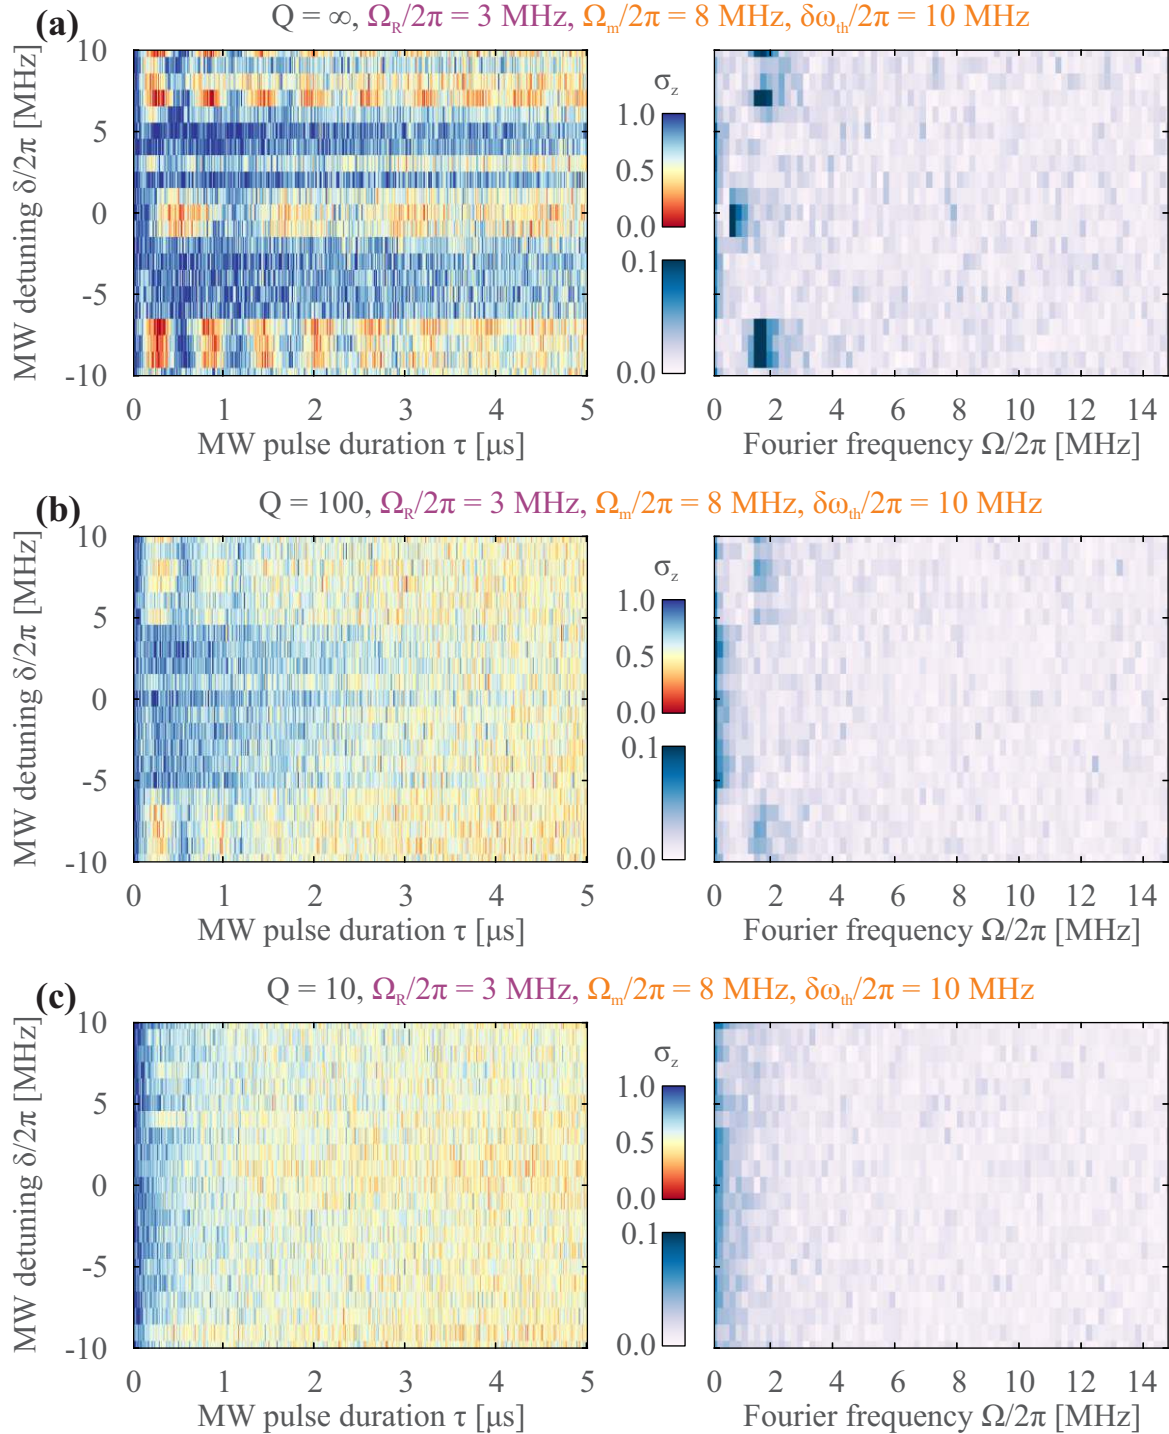 (a) Q = ∞, Ω_R/2π = 3 MHz, Ω_m/2π = 8 MHz, δω_th/2π = 10 MHz
MW detuning δ/2π [MHz]
10
5
0
-5
-10
0 1 2 3 4 5
MW pulse duration τ [μs]
σ_z
1.0
0.5
0.0
0.1
0.0
0 2 4 6 8 10 12 14
Fourier frequency Ω/2π [MHz]
(b) Q = 100, Ω_R/2π = 3 MHz, Ω_m/2π = 8 MHz, δω_th/2π = 10 MHz
MW detuning δ/2π [MHz]
10
5
0
-5
-10
0 1 2 3 4 5
MW pulse duration τ [μs]
σ_z
1.0
0.5
0.0
0.1
0.0
0 2 4 6 8 10 12 14
Fourier frequency Ω/2π [MHz]
(c) Q = 10, Ω_R/2π = 3 MHz, Ω_m/2π = 8 MHz, δω_th/2π = 10 MHz
MW detuning δ/2π [MHz]
10
5
0
-5
-10
0 1 2 3 4 5
MW pulse duration τ [μs]
σ_z
1.0
0.5
0.0
0.1
0.0
0 2 4 6 8 10 12 14
Fourier frequency Ω/2π [MHz]